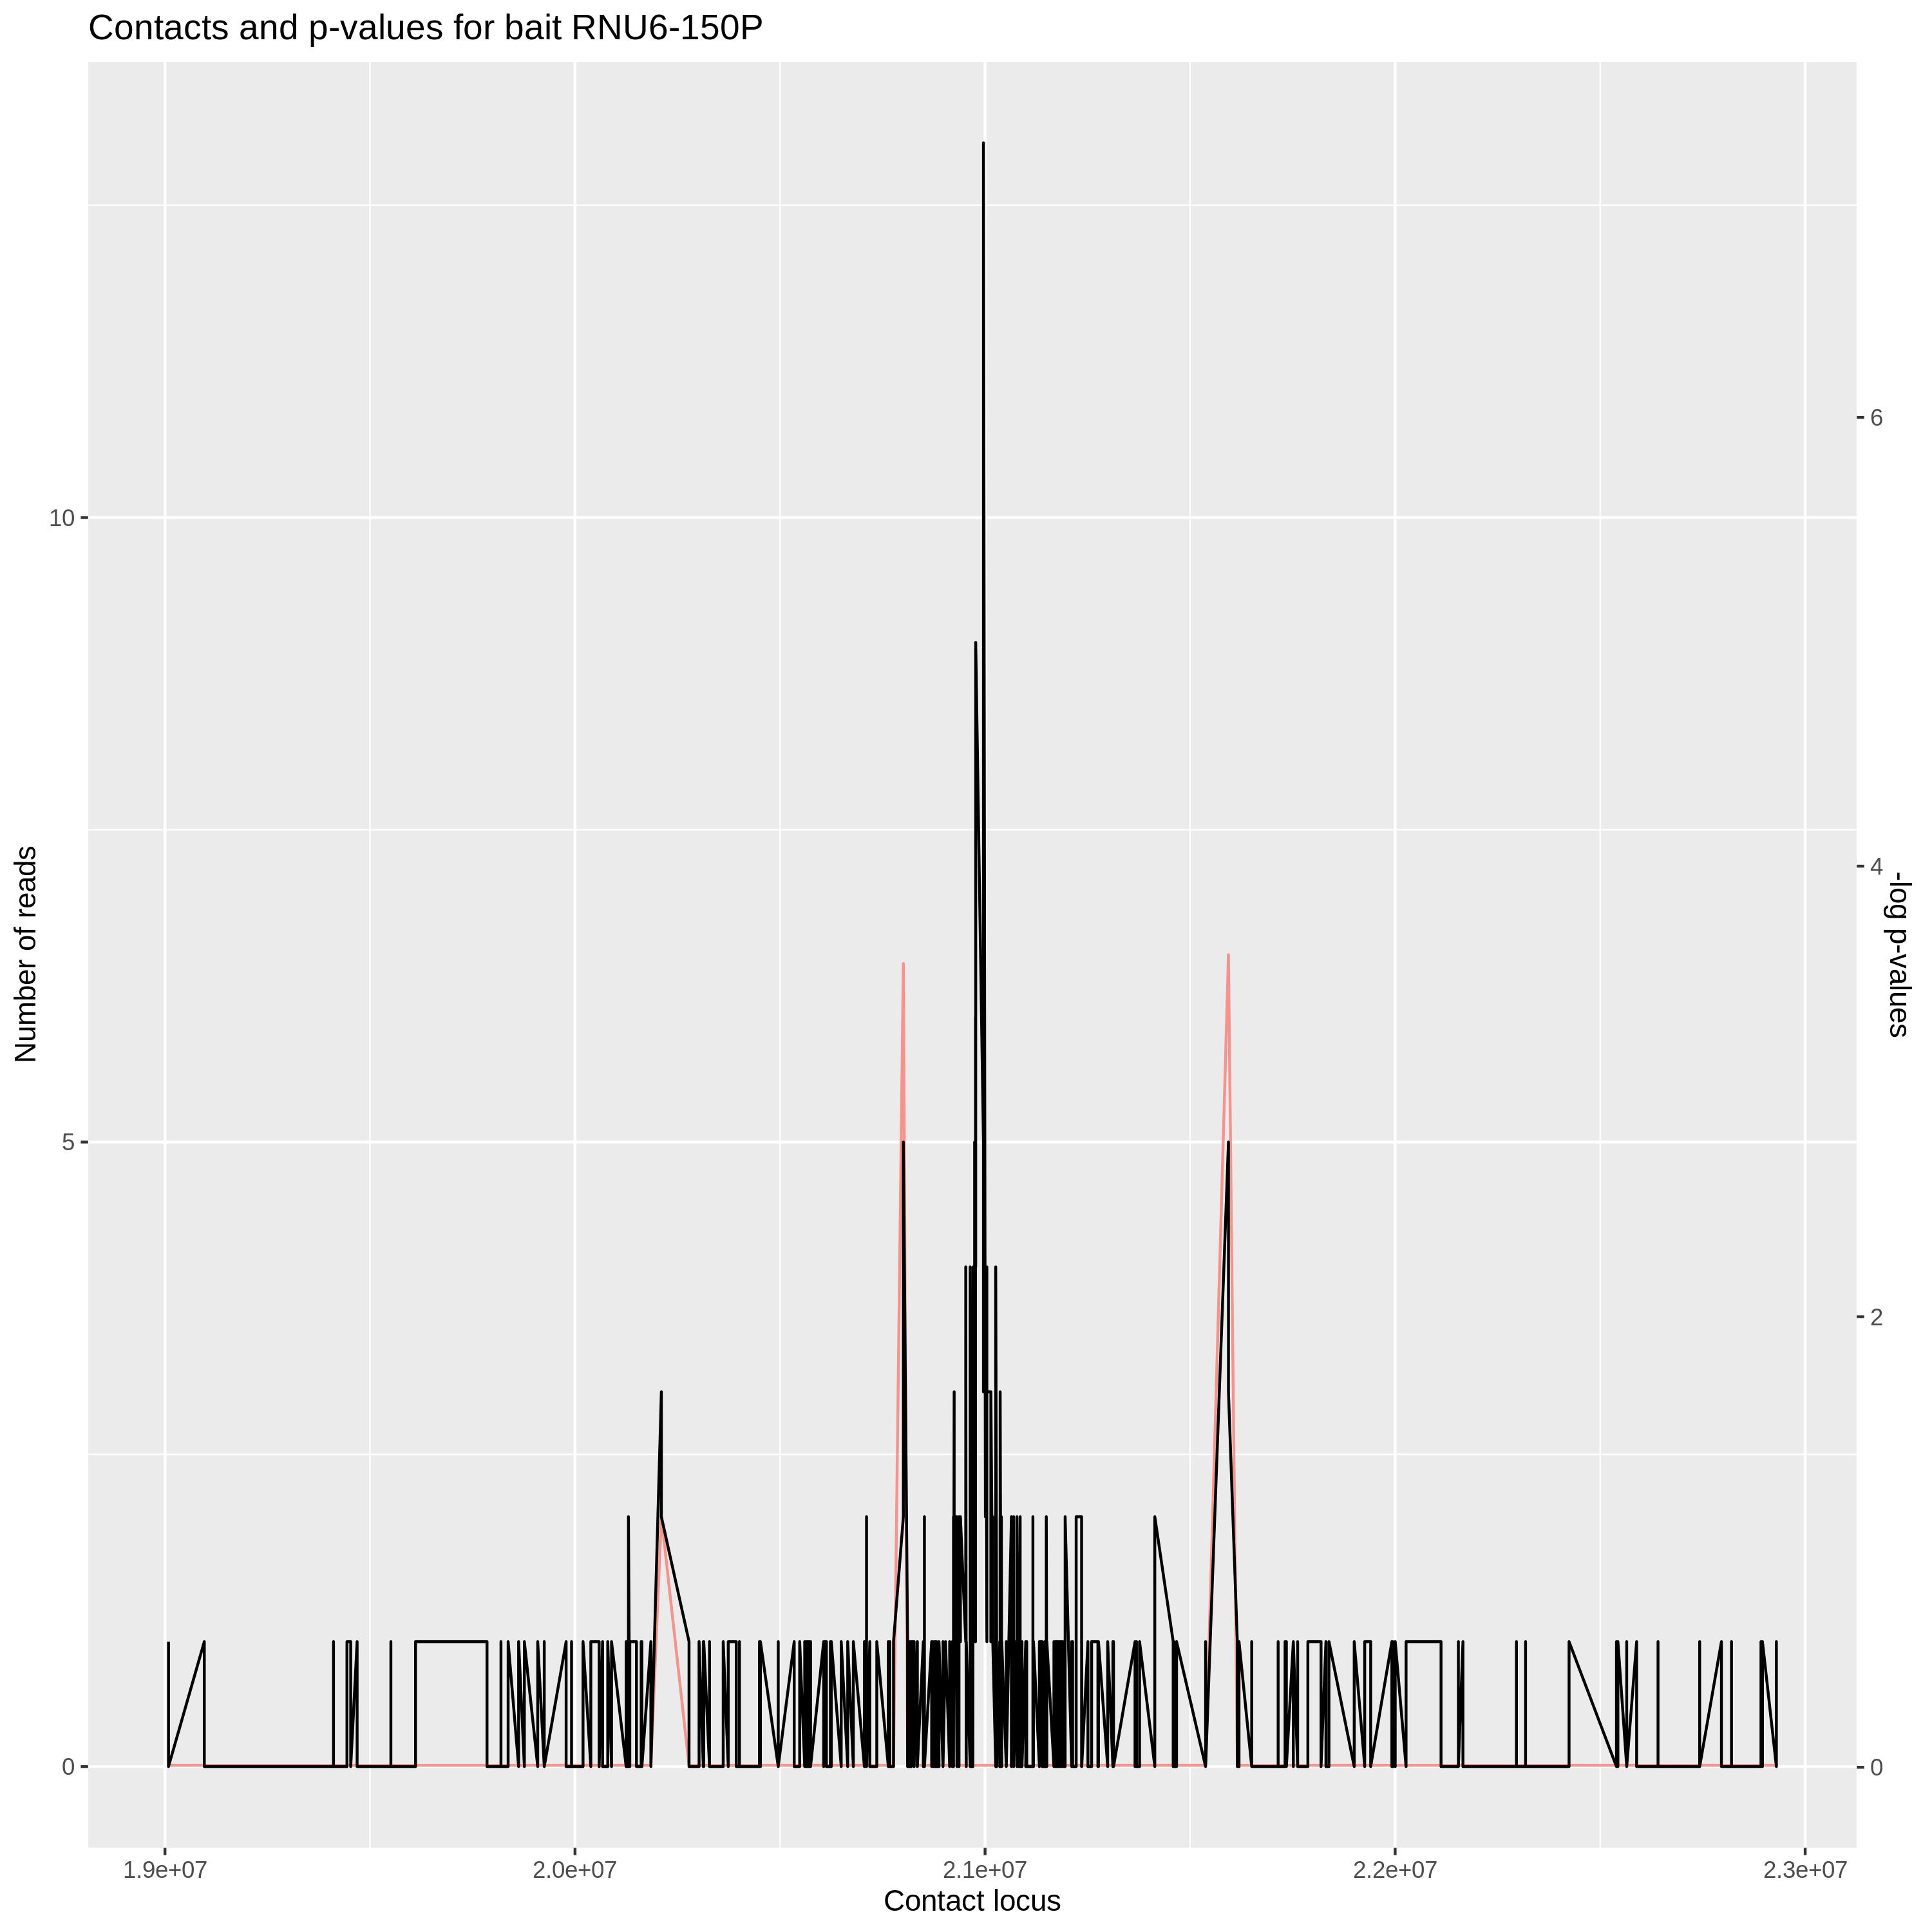 Contacts and p-values for bait RNU6-150P
Number of reads
10
5
0
6
4
2
0
-log p-values
1.9e+07
2.0e+07
2.1e+07
2.2e+07
2.3e+07
Contact locus